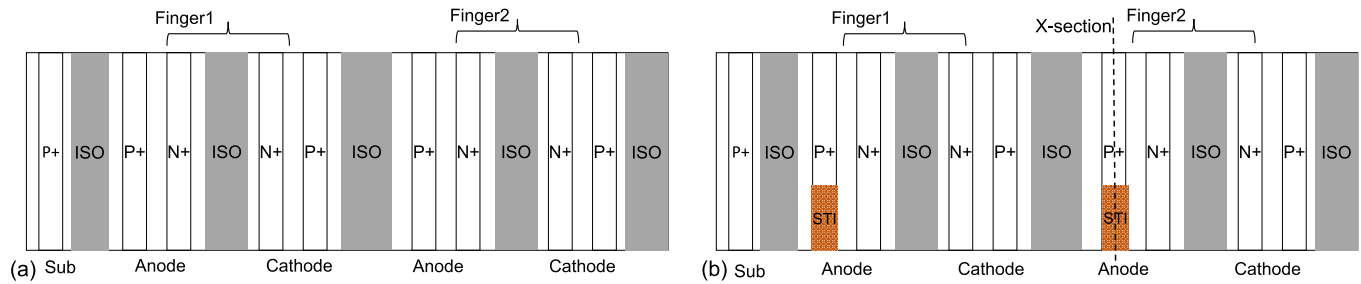 Finger1 Finger2
P+ ISO P+ N+ ISO N+ P+ ISO P+ N+ ISO N+ P+ ISO
(a) Sub Anode Cathode Anode Cathode
Finger1 X-section Finger2
P+ ISO P+ N+ ISO N+ P+ ISO P+ N+ ISO N+ P+ ISO
STI STI
(b) Sub Anode Cathode Anode Cathode